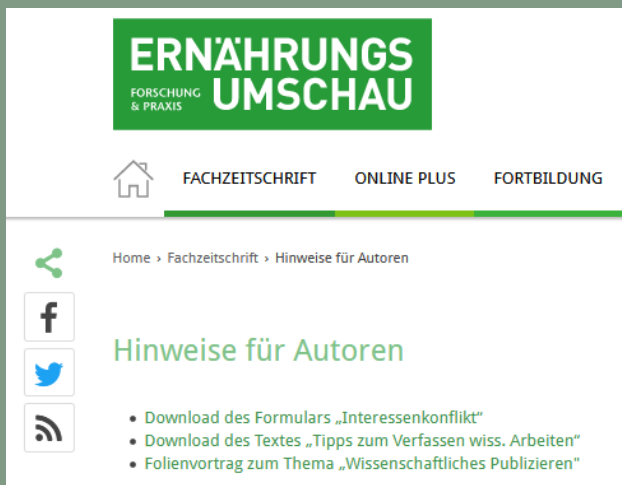 ERNÄHRUNGS
FORSCHUNG
& PRAXIS
UMSCHAU
FACHZEITSCHRIFT ONLINE PLUS FORTBILDUNG
Home › Fachzeitschrift › Hinweise für Autoren
Hinweise für Autoren
• Download des Formulars „Interessenkonflikt“
• Download des Textes „Tipps zum Verfassen wiss. Arbeiten“
• Folienvortrag zum Thema „Wissenschaftliches Publizieren"